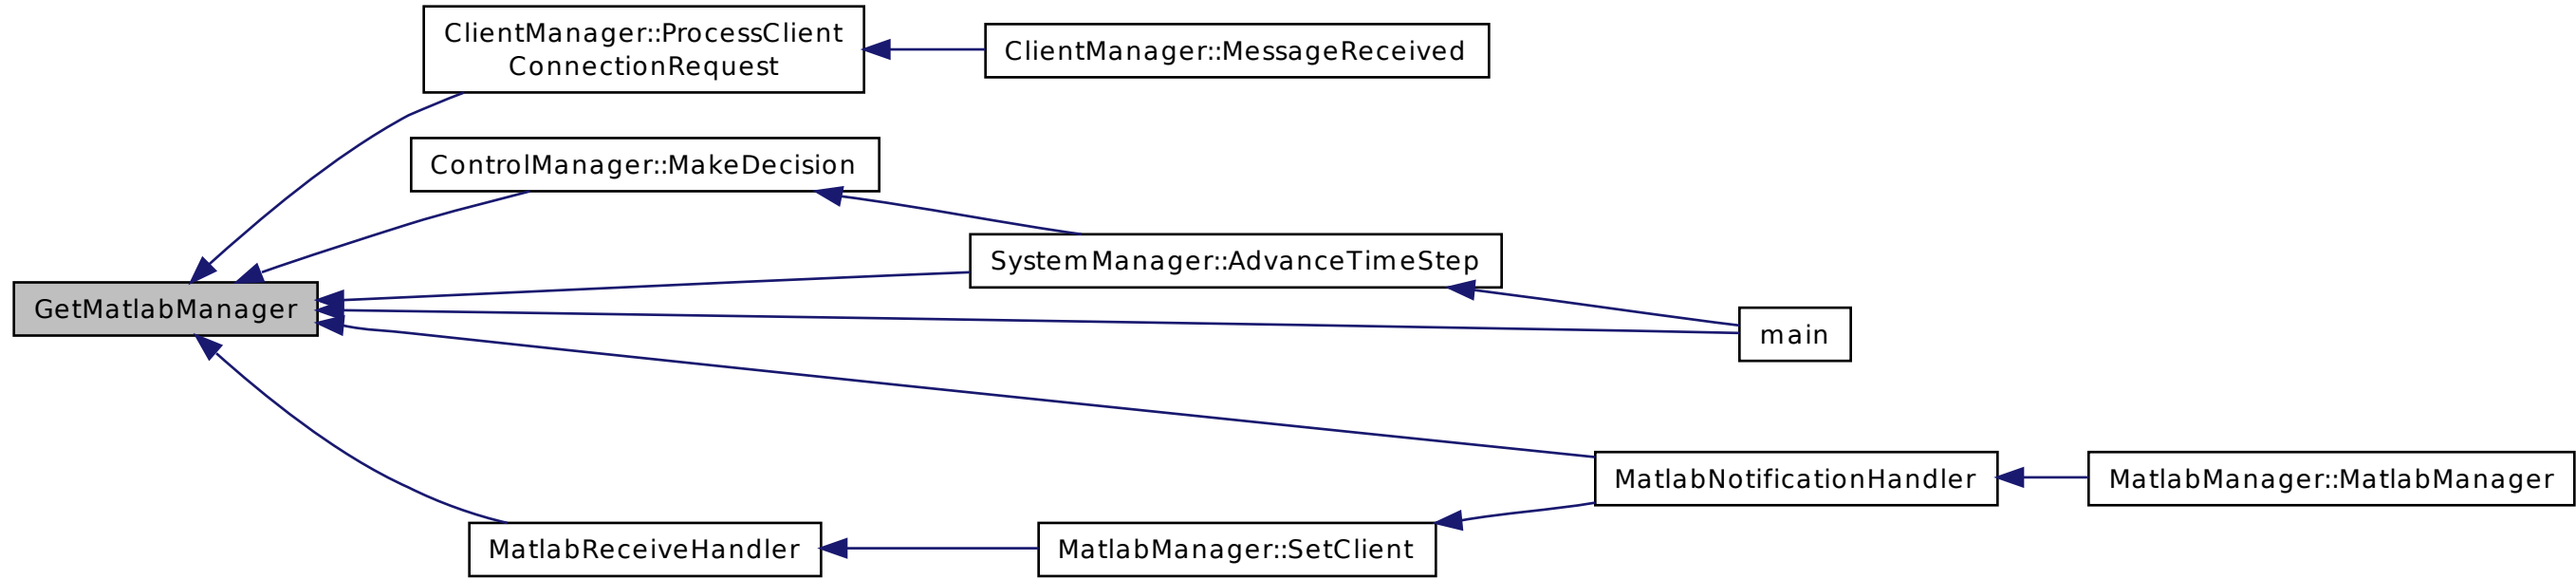 ClientManager::ProcessClient
ConnectionRequest
ClientManager::MessageReceived
ControlManager::MakeDecision
SystemManager::AdvanceTimeStep
GetMatlabManager
main
MatlabNotificationHandler
MatlabManager::MatlabManager
MatlabReceiveHandler
MatlabManager::SetClient